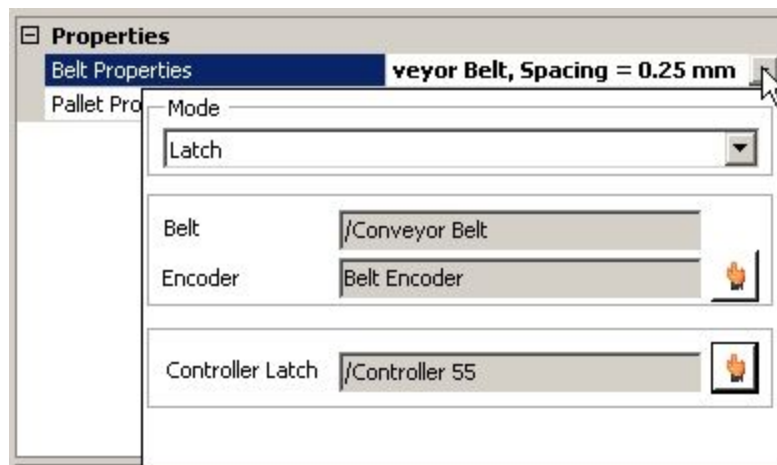 Properties
Belt Properties veyor Belt, Spacing = 0.25 mm
Pallet Pro
Mode
Latch
Belt /Conveyor Belt
Encoder Belt Encoder
Controller Latch /Controller 55